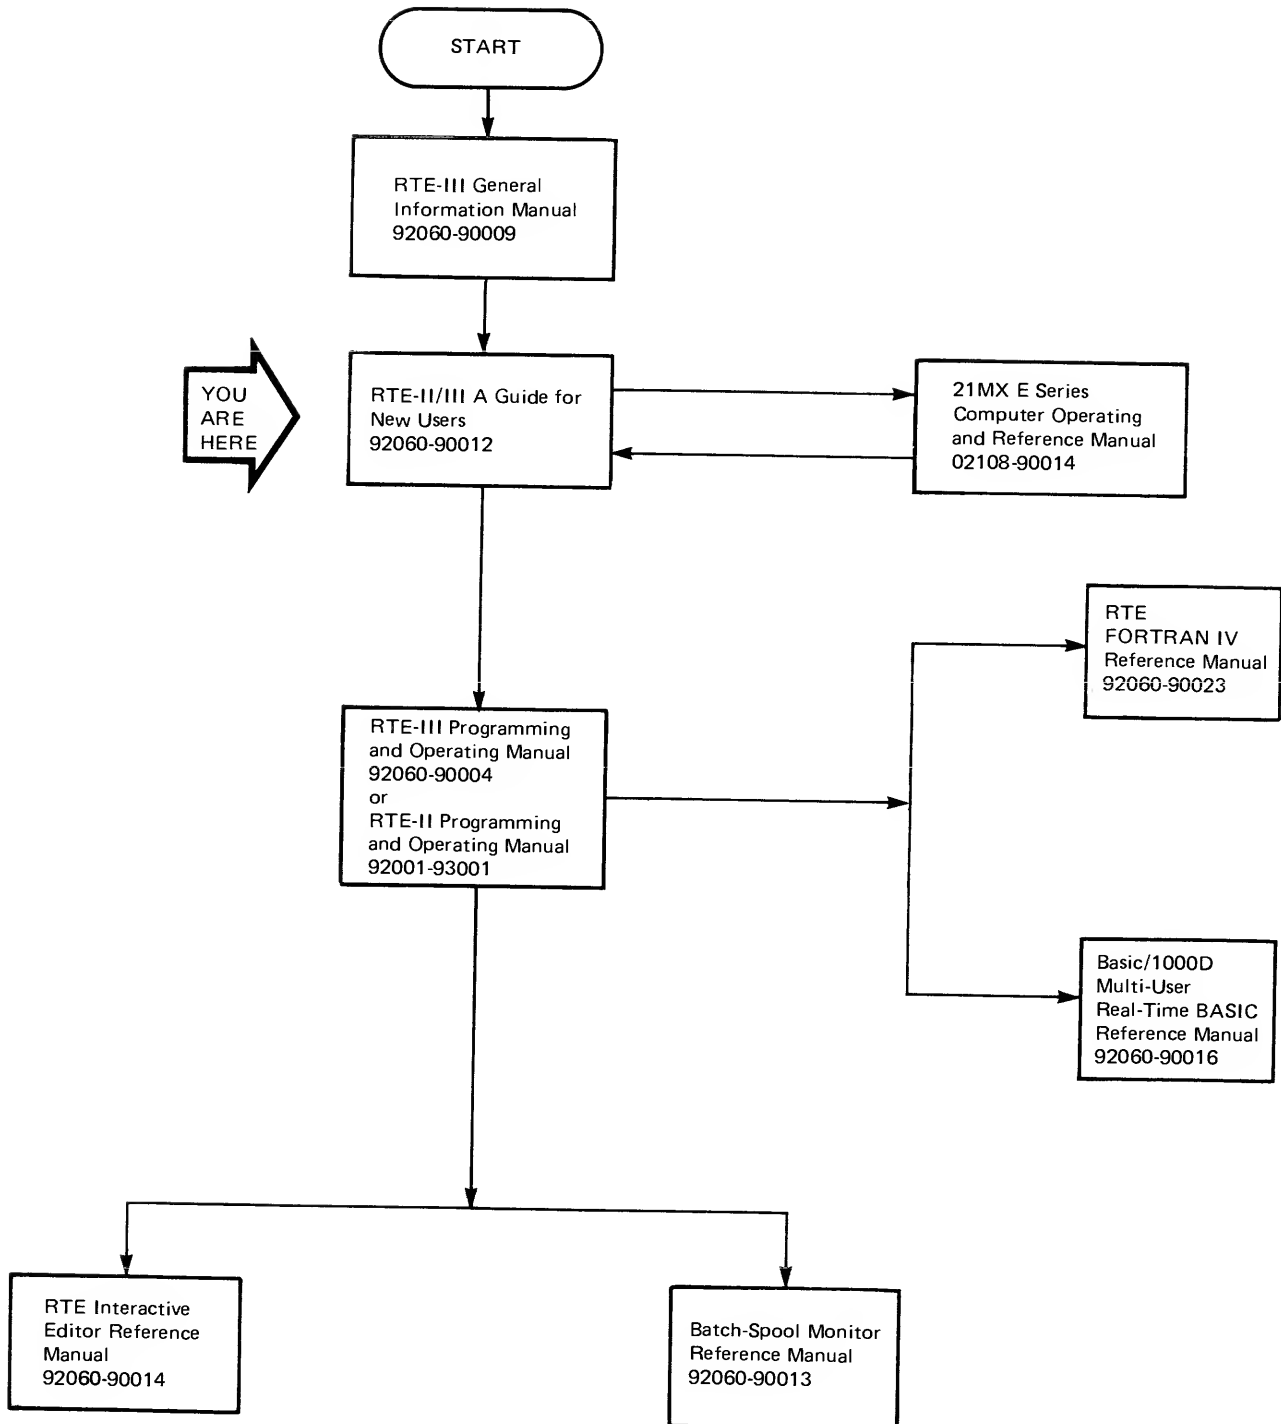 START
RTE-III General
Information Manual
92060-90009
YOU
ARE
HERE
RTE-II/III A Guide for
New Users
92060-90012
21MX E Series
Computer Operating
and Reference Manual
02108-90014
RTE
FORTRAN IV
Reference Manual
92060-90023
RTE-III Programming
and Operating Manual
92060-90004
or
RTE-II Programming
and Operating Manual
92001-93001
Basic/1000D
Multi-User
Real-Time BASIC
Reference Manual
92060-90016
RTE Interactive
Editor Reference
Manual
92060-90014
Batch-Spool Monitor
Reference Manual
92060-90013